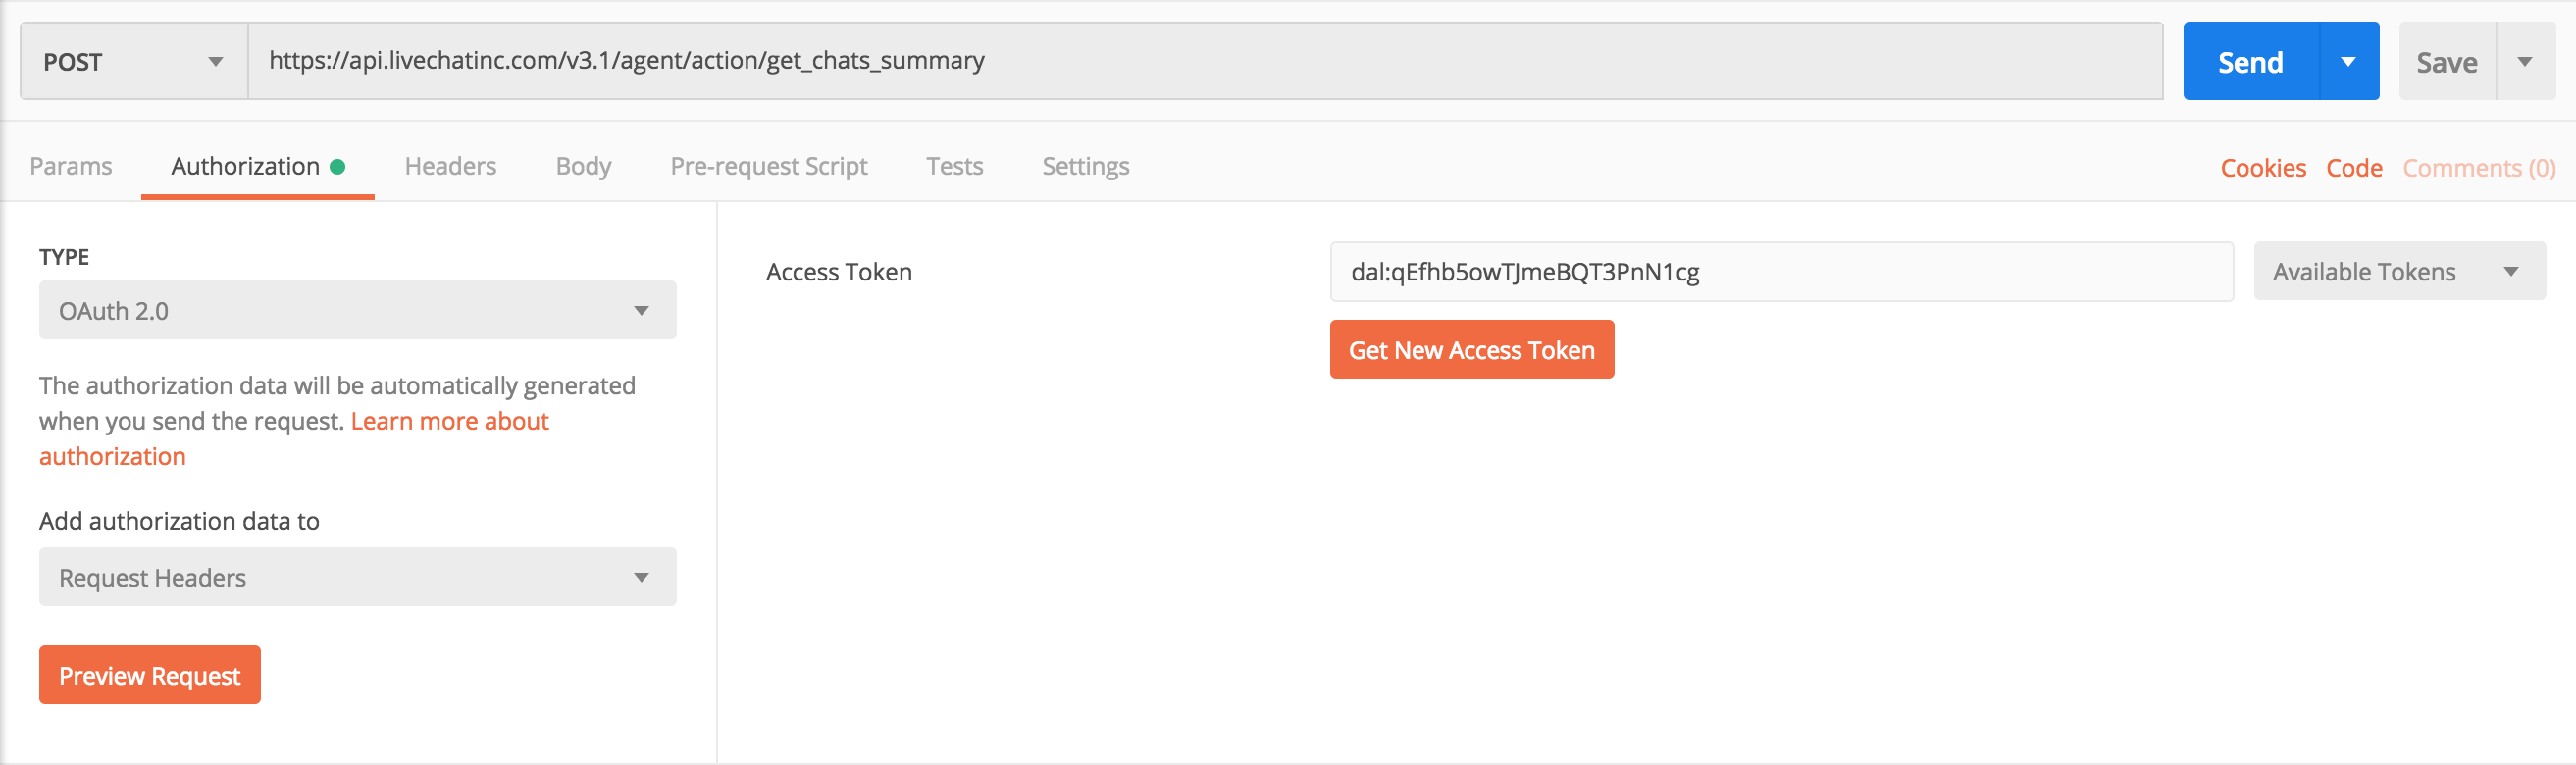 POST
https://api.livechatinc.com/v3.1/agent/action/get_chats_summary
Send
Save
Params
Authorization
Headers
Body
Pre-request Script
Tests
Settings
Cookies
Code
Comments (0)
TYPE
OAuth 2.0
The authorization data will be automatically generated
when you send the request. Learn more about
authorization
Add authorization data to
Request Headers
Preview Request
Access Token
dal:qEfhb5owTJmeBQT3PnN1cg
Available Tokens
Get New Access Token